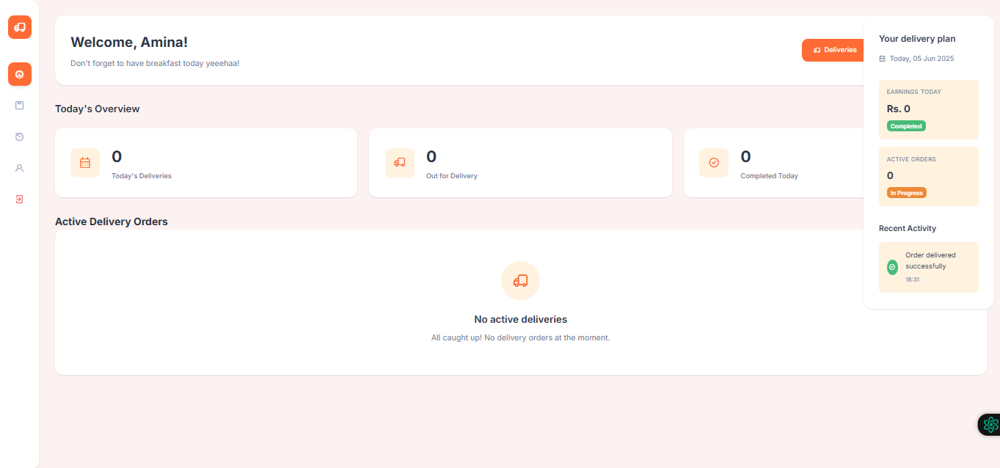 Welcome, Amina!
Don't forget to have breakfast today yeeehaa!
Deliveries
Today's Overview
0
Today's Deliveries
0
Out for Delivery
0
Completed Today
Active Delivery Orders
No active deliveries
All caught up! No delivery orders at the moment.
Your delivery plan
Today, 05 Jun 2025
EARNINGS TODAY
Rs. 0
Completed
ACTIVE ORDERS
0
In Progress
Recent Activity
Order delivered
successfully
18:31